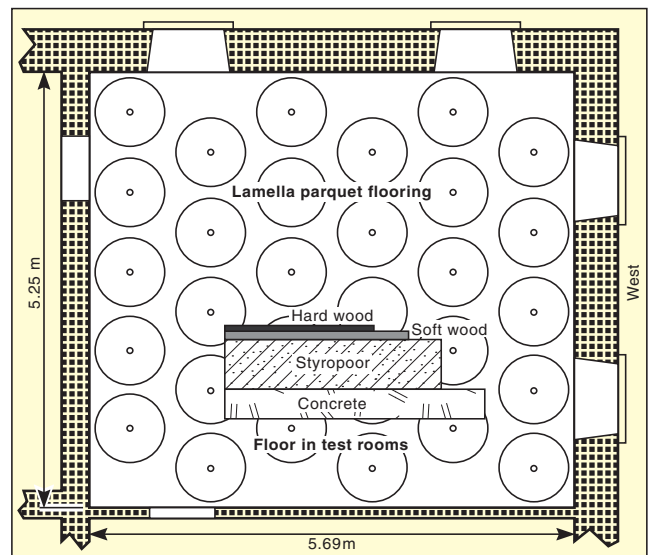 Lamella parquet flooring
5.25 m
West
Hard wood
Soft wood
Styropoor
Concrete
Floor in test rooms
5.69m